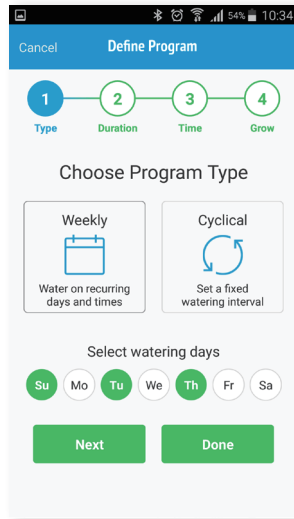 54% 10:34
Cancel Define Program
1 2 3 4
Type Duration Time Grow
Choose Program Type
Weekly Cyclical
Water on recurring Set a fixed
days and times watering interval
Select watering days
Su Mo Tu We Th Fr Sa
Next Done